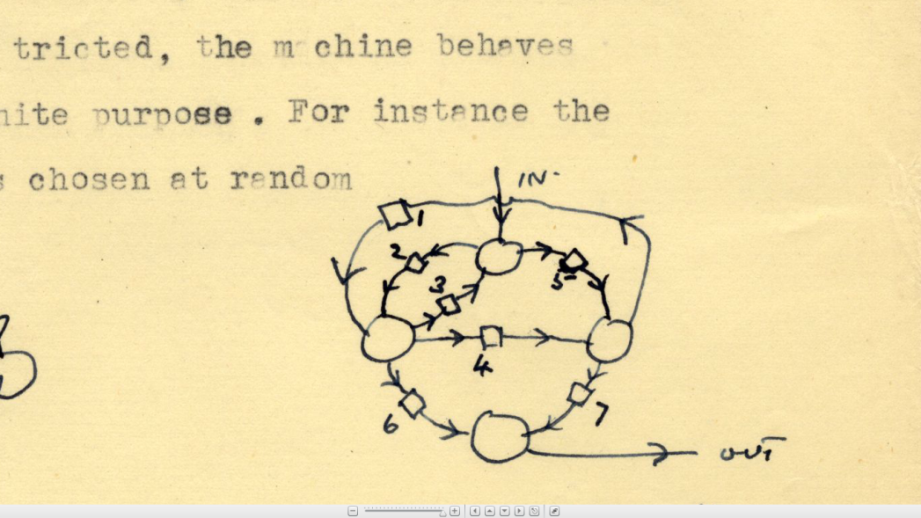 tricted, the m chine behaves
nite purpose . For instance the
s chosen at random
IN
1
2
3
5
4
6
7
OUT